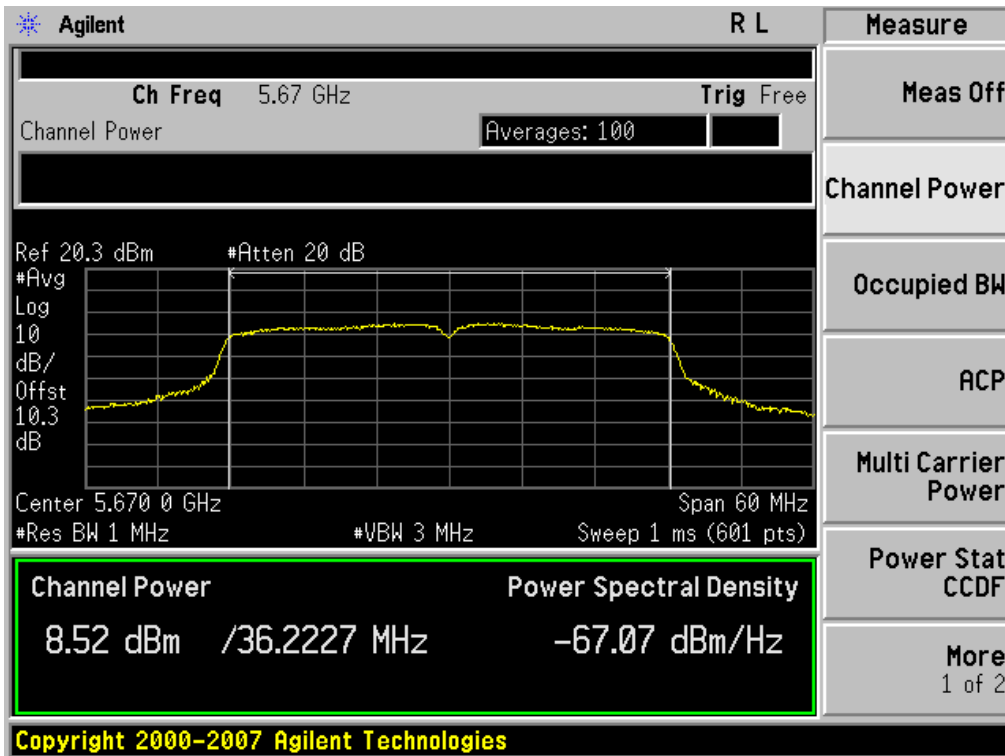 Agilent R L Measure
Ch Freq 5.67 GHz Trig Free
Meas Off
Channel Power Averages: 100
Channel Power
Ref 20.3 dBm #Atten 20 dB
#Avg
Log
10
dB/
Offst
10.3
dB
Occupied BW
ACP
Center 5.670 0 GHz Span 60 MHz
#Res BW 1 MHz #VBW 3 MHz Sweep 1 ms (601 pts)
Multi Carrier
Power
Channel Power Power Spectral Density
8.52 dBm /36.2227 MHz -67.07 dBm/Hz
Power Stat
CCDF
More
1 of 2
Copyright 2000-2007 Agilent Technologies